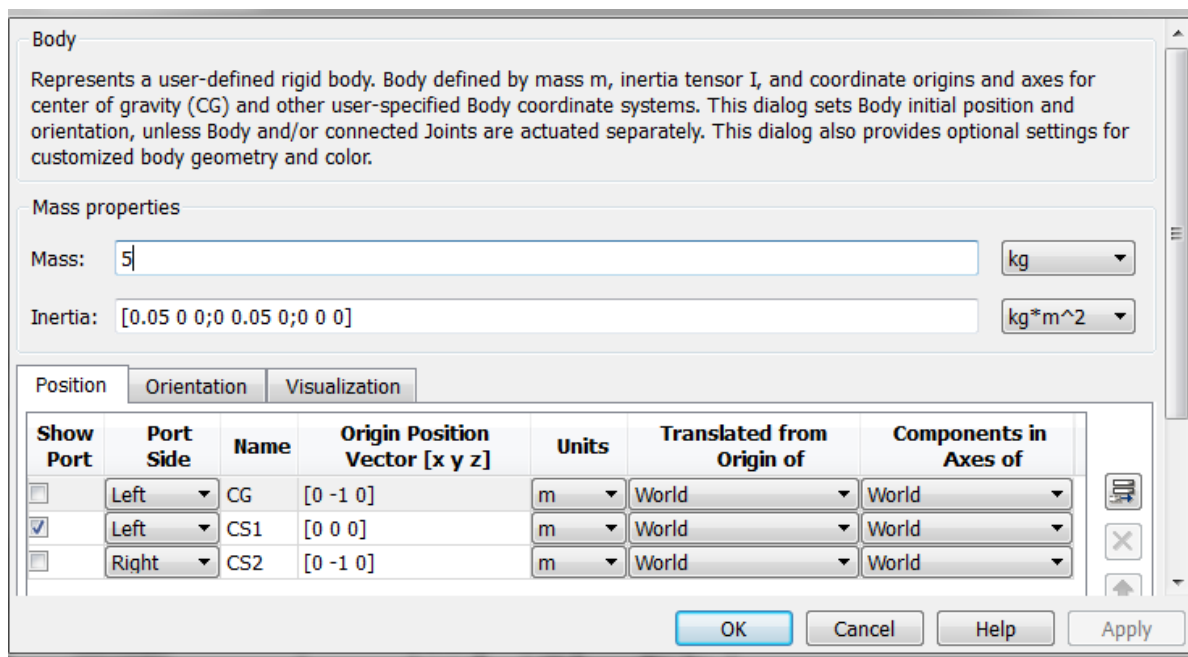 Body
Represents a user-defined rigid body. Body defined by mass m, inertia tensor I, and coordinate origins and axes for
center of gravity (CG) and other user-specified Body coordinate systems. This dialog sets Body initial position and
orientation, unless Body and/or connected Joints are actuated separately. This dialog also provides optional settings for
customized body geometry and color.
Mass properties
Mass: 5 kg
Inertia: [0.05 0 0;0 0.05 0;0 0 0] kg*m^2
Position Orientation Visualization
Show Port Port Side Name Origin Position Vector [x y z] Units Translated from Origin of Components in Axes of
Left CG [0 -1 0] m World World
Left CS1 [0 0 0] m World World
Right CS2 [0 -1 0] m World World
OK Cancel Help Apply